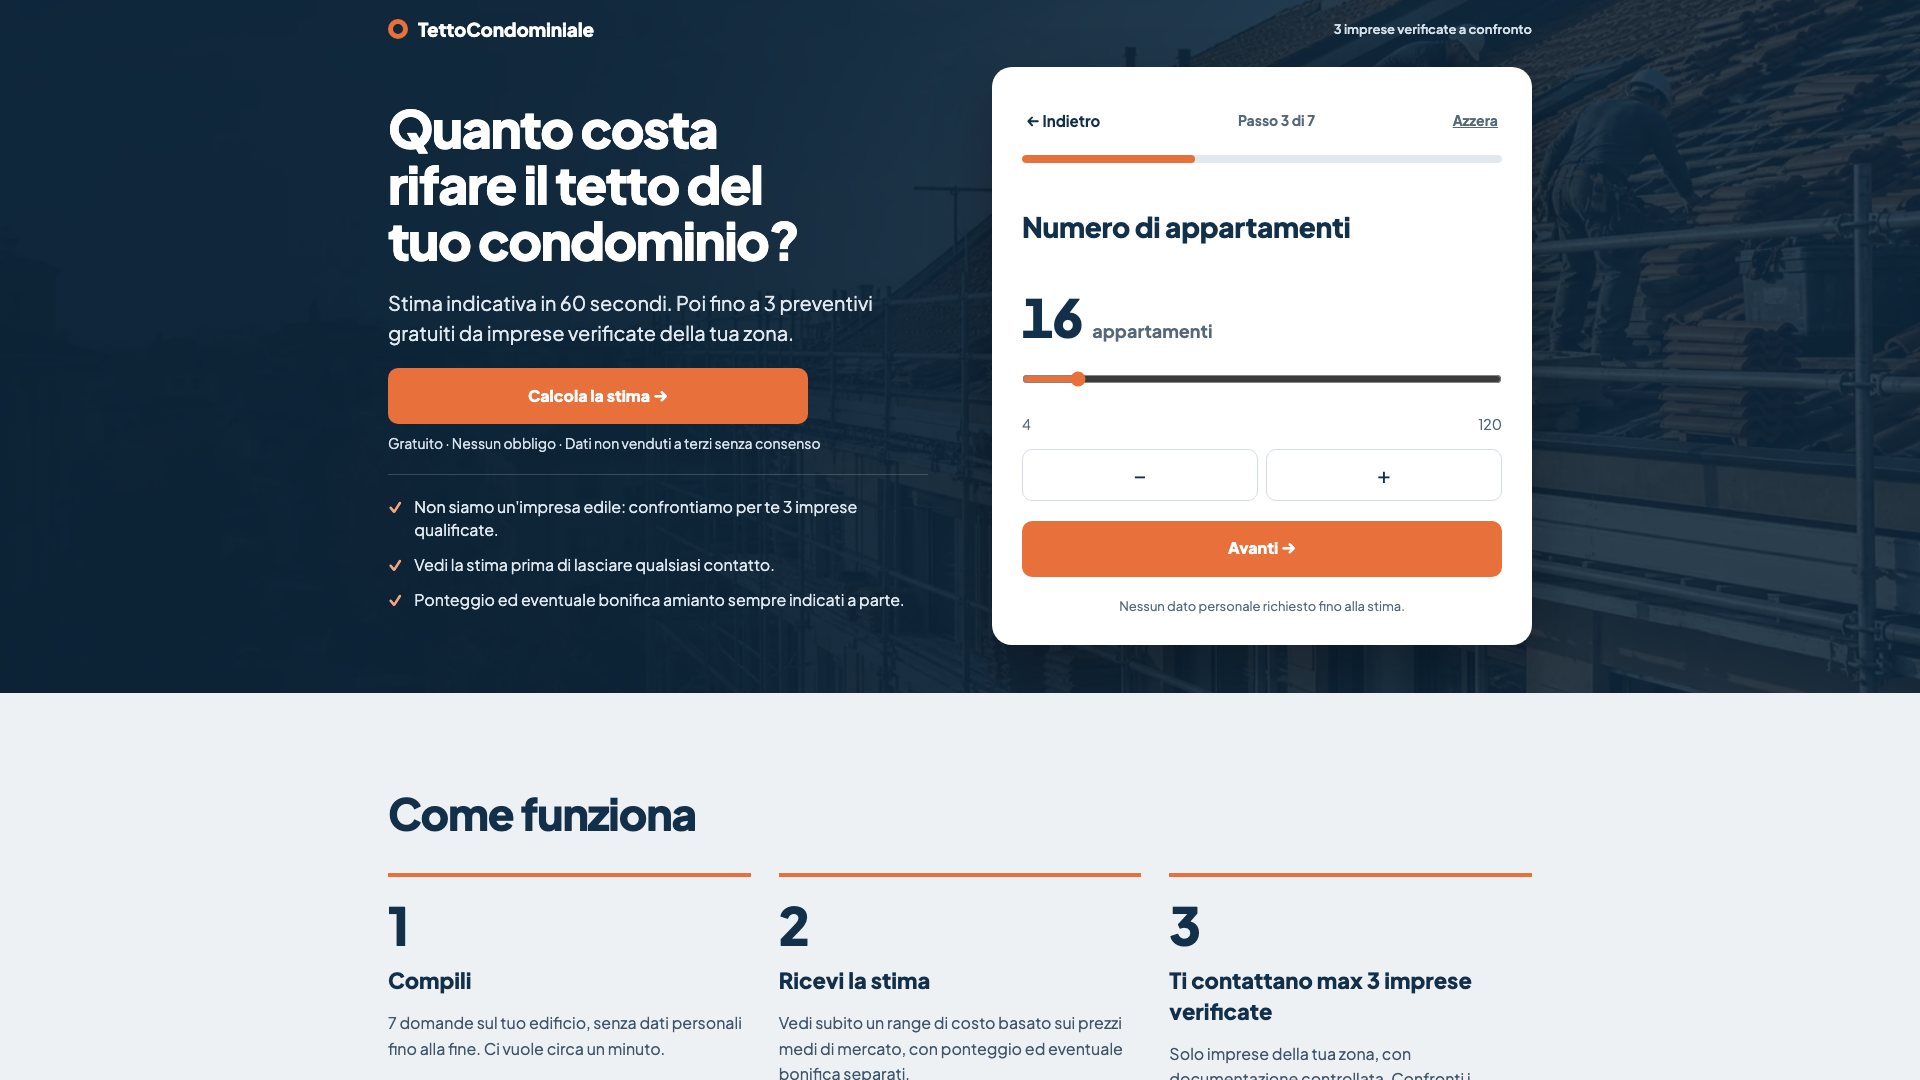 TettoCondominiale
3 imprese verificate a confronto
Quanto costa
rifare il tetto del
tuo condominio?
Stima indicativa in 60 secondi. Poi fino a 3 preventivi
gratuiti da imprese verificate della tua zona.
Calcola la stima →
Gratuito · Nessun obbligo · Dati non venduti a terzi senza consenso
Non siamo un'impresa edile: confrontiamo per te 3 imprese
qualificate.
Vedi la stima prima di lasciare qualsiasi contatto.
Ponteggio ed eventuale bonifica amianto sempre indicati a parte.
← Indietro
Passo 3 di 7
Azzera
Numero di appartamenti
16 appartamenti
4
120
−
+
Avanti →
Nessun dato personale richiesto fino alla stima.
Come funziona
1
Compili
7 domande sul tuo edificio, senza dati personali
fino alla fine. Ci vuole circa un minuto.
2
Ricevi la stima
Vedi subito un range di costo basato sui prezzi
medi di mercato, con ponteggio ed eventuale
bonifica separati.
3
Ti contattano max 3 imprese
verificate
Solo imprese della tua zona, con
documentazione controllata. Confronti i